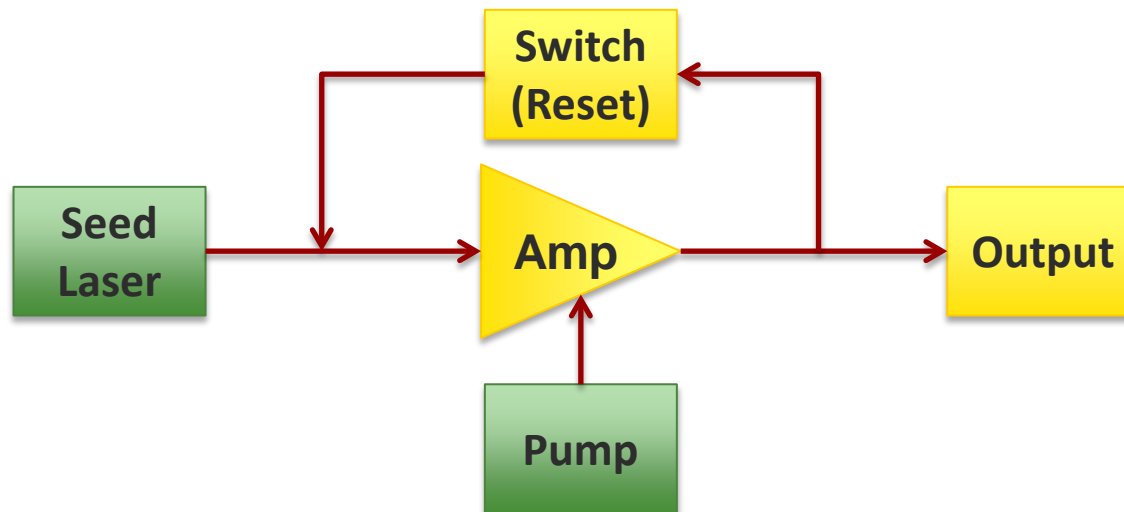 Switch
(Reset)
Seed
Laser
Amp
Output
Pump